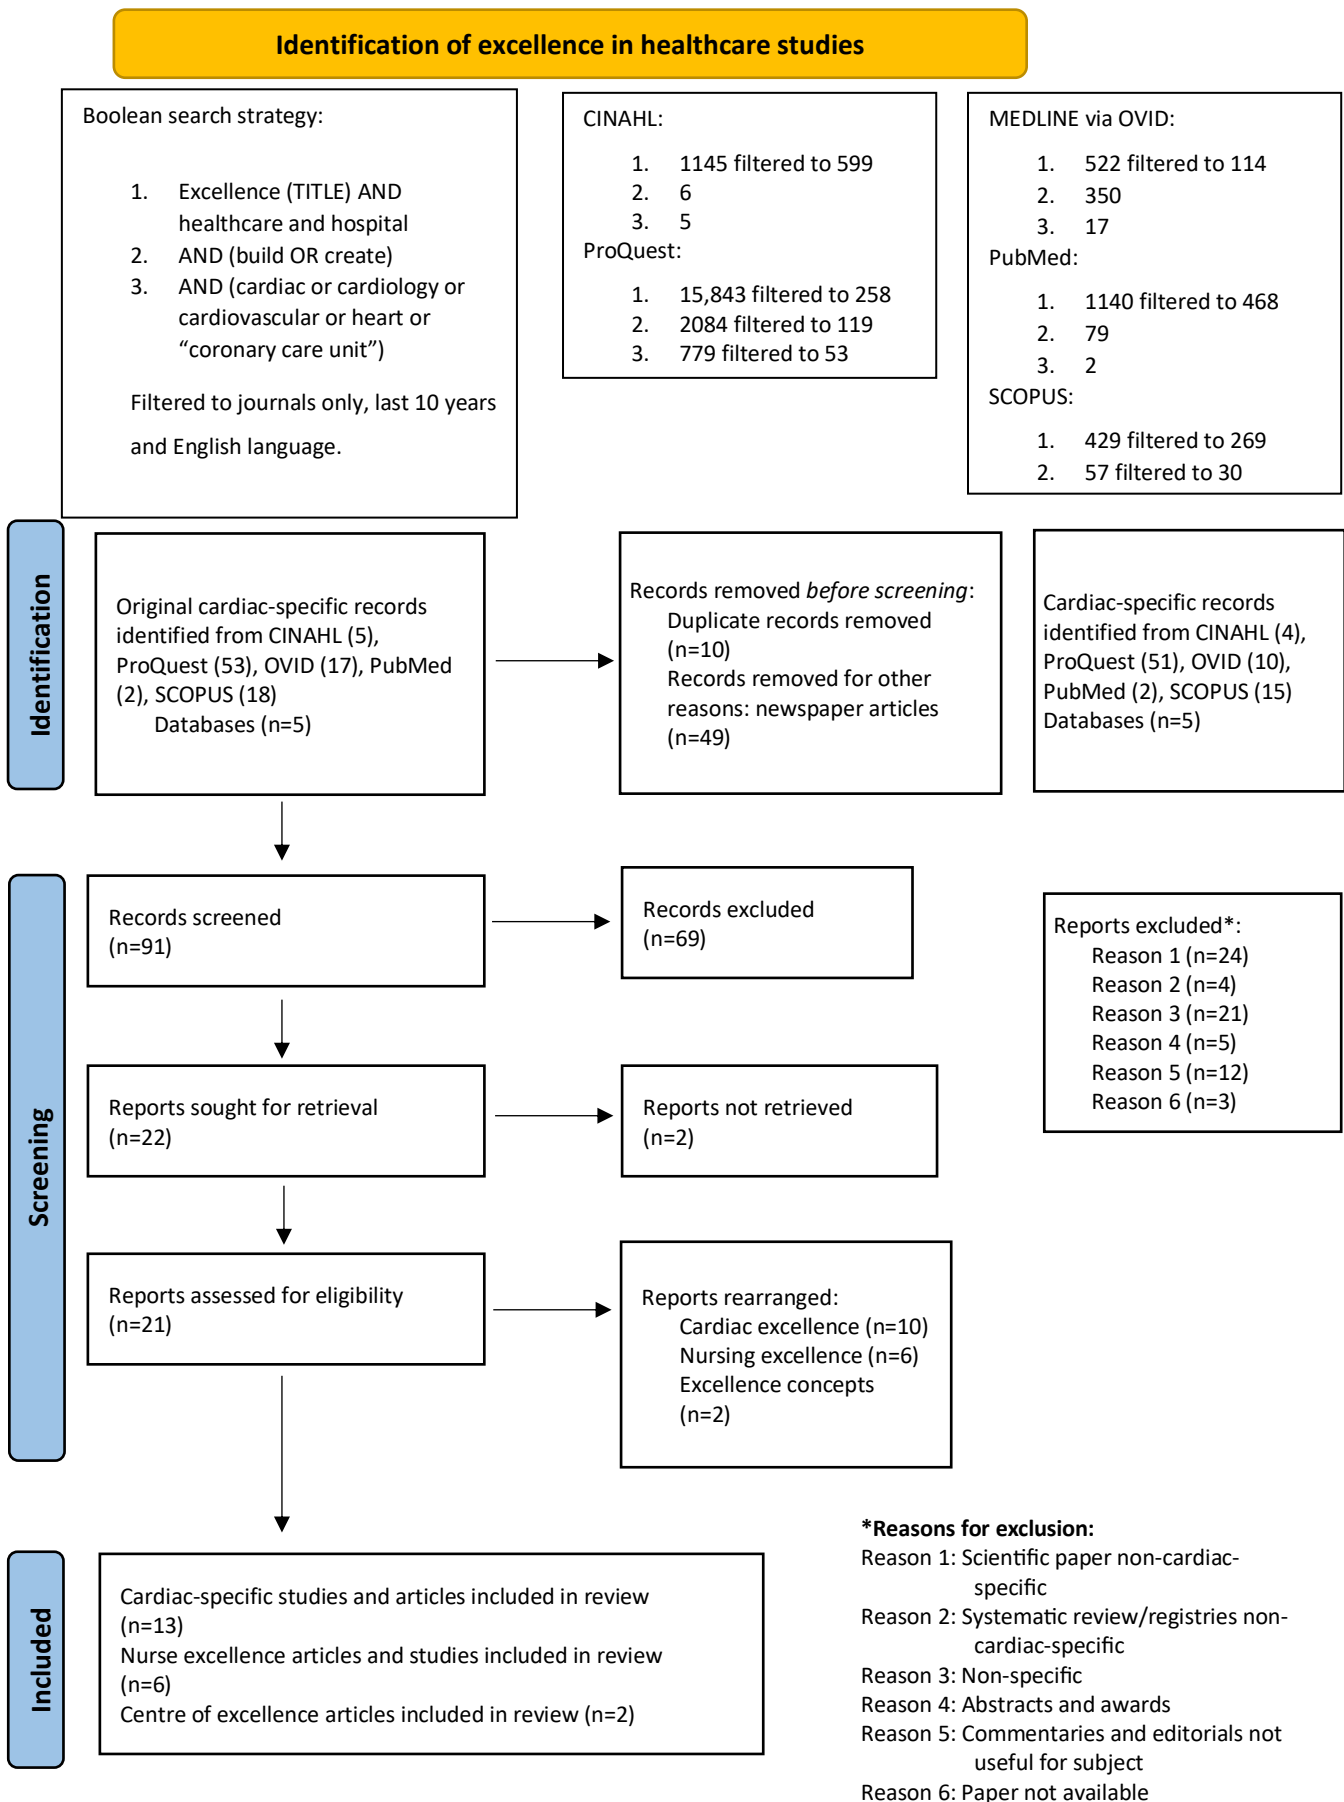 Identification of excellence in healthcare studies
Boolean search strategy:
1. Excellence (TITLE) AND
healthcare and hospital
2. AND (build OR create)
3. AND (cardiac or cardiology or
cardiovascular or heart or
“coronary care unit”)
Filtered to journals only, last 10 years
and English language.
CINAHL:
1. 1145 filtered to 599
2. 6
3. 5
ProQuest:
1. 15,843 filtered to 258
2. 2084 filtered to 119
3. 779 filtered to 53
MEDLINE via OVID:
1. 522 filtered to 114
2. 350
3. 17
PubMed:
1. 1140 filtered to 468
2. 79
3. 2
SCOPUS:
1. 429 filtered to 269
2. 57 filtered to 30
Identification
Original cardiac-specific records
identified from CINAHL (5),
ProQuest (53), OVID (17), PubMed
(2), SCOPUS (18)
Databases (n=5)
Records removed before screening:
Duplicate records removed
(n=10)
Records removed for other
reasons: newspaper articles
(n=49)
Cardiac-specific records
identified from CINAHL (4),
ProQuest (51), OVID (10),
PubMed (2), SCOPUS (15)
Databases (n=5)
Screening
Records screened
(n=91)
Records excluded
(n=69)
Reports excluded*:
Reason 1 (n=24)
Reason 2 (n=4)
Reason 3 (n=21)
Reason 4 (n=5)
Reason 5 (n=12)
Reason 6 (n=3)
Reports sought for retrieval
(n=22)
Reports not retrieved
(n=2)
Reports assessed for eligibility
(n=21)
Reports rearranged:
Cardiac excellence (n=10)
Nursing excellence (n=6)
Excellence concepts
(n=2)
Included
Cardiac-specific studies and articles included in review
(n=13)
Nurse excellence articles and studies included in review
(n=6)
Centre of excellence articles included in review (n=2)
*Reasons for exclusion:
Reason 1: Scientific paper non-cardiac-
specific
Reason 2: Systematic review/registries non-
cardiac-specific
Reason 3: Non-specific
Reason 4: Abstracts and awards
Reason 5: Commentaries and editorials not
useful for subject
Reason 6: Paper not available